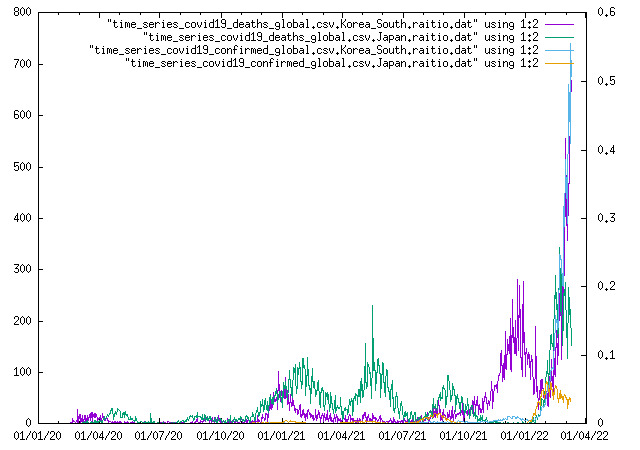 "time_series_covid19_deaths_global.csv.Korea_South.raitio.dat" using 1:2
"time_series_covid19_deaths_global.csv.Japan.raitio.dat" using 1:2
"time_series_covid19_confirmed_global.csv.Korea_South.raitio.dat" using 1:2
"time_series_covid19_confirmed_global.csv.Japan.raitio.dat" using 1:2
800 0.6
700 0.5
600
500 0.4
400 0.3
300 0.2
200
100 0.1
0 0
01/01/20 01/04/20 01/07/20 01/10/20 01/01/21 01/04/21 01/07/21 01/10/21 01/01/22 01/04/22